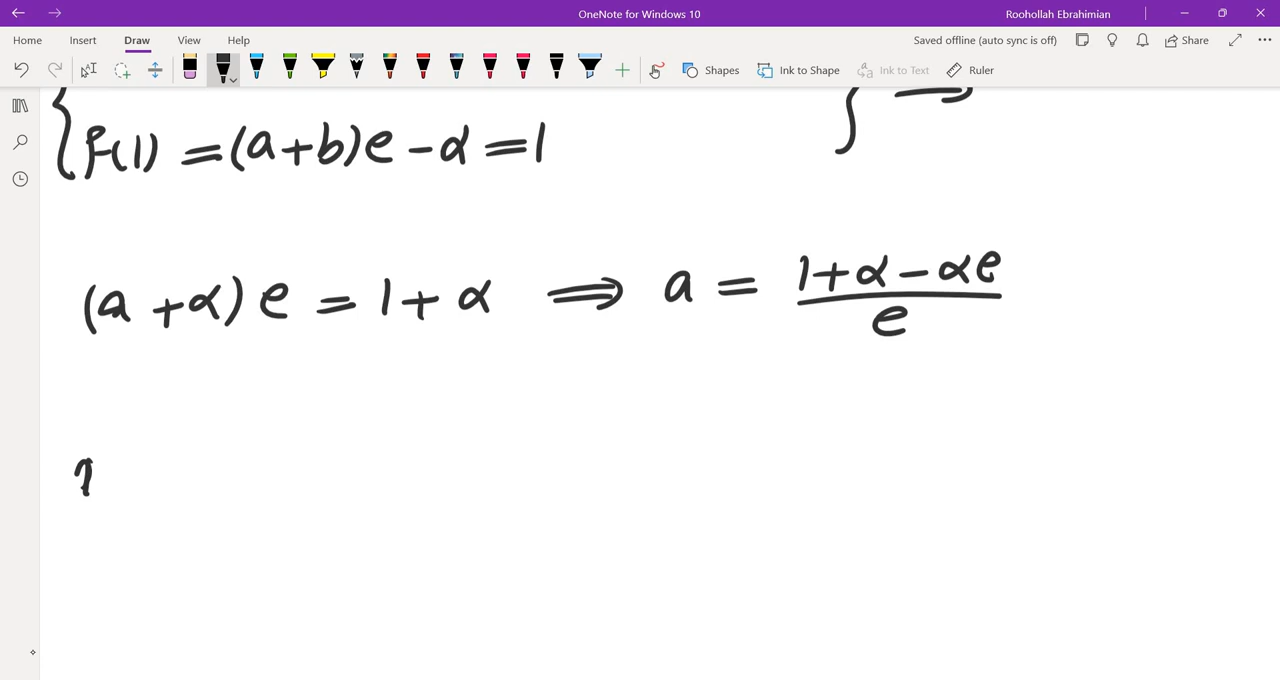 OneNote for Windows 10
Roohollah Ebrahimian
Home Insert Draw View Help
Saved offline (auto sync is off) Share
Shapes Ink to Shape Ink to Text Ruler
f(1) = (a+b)e - α = 1
(a + α) e = 1 + α ⟹ a = (1 + α - αe)/e